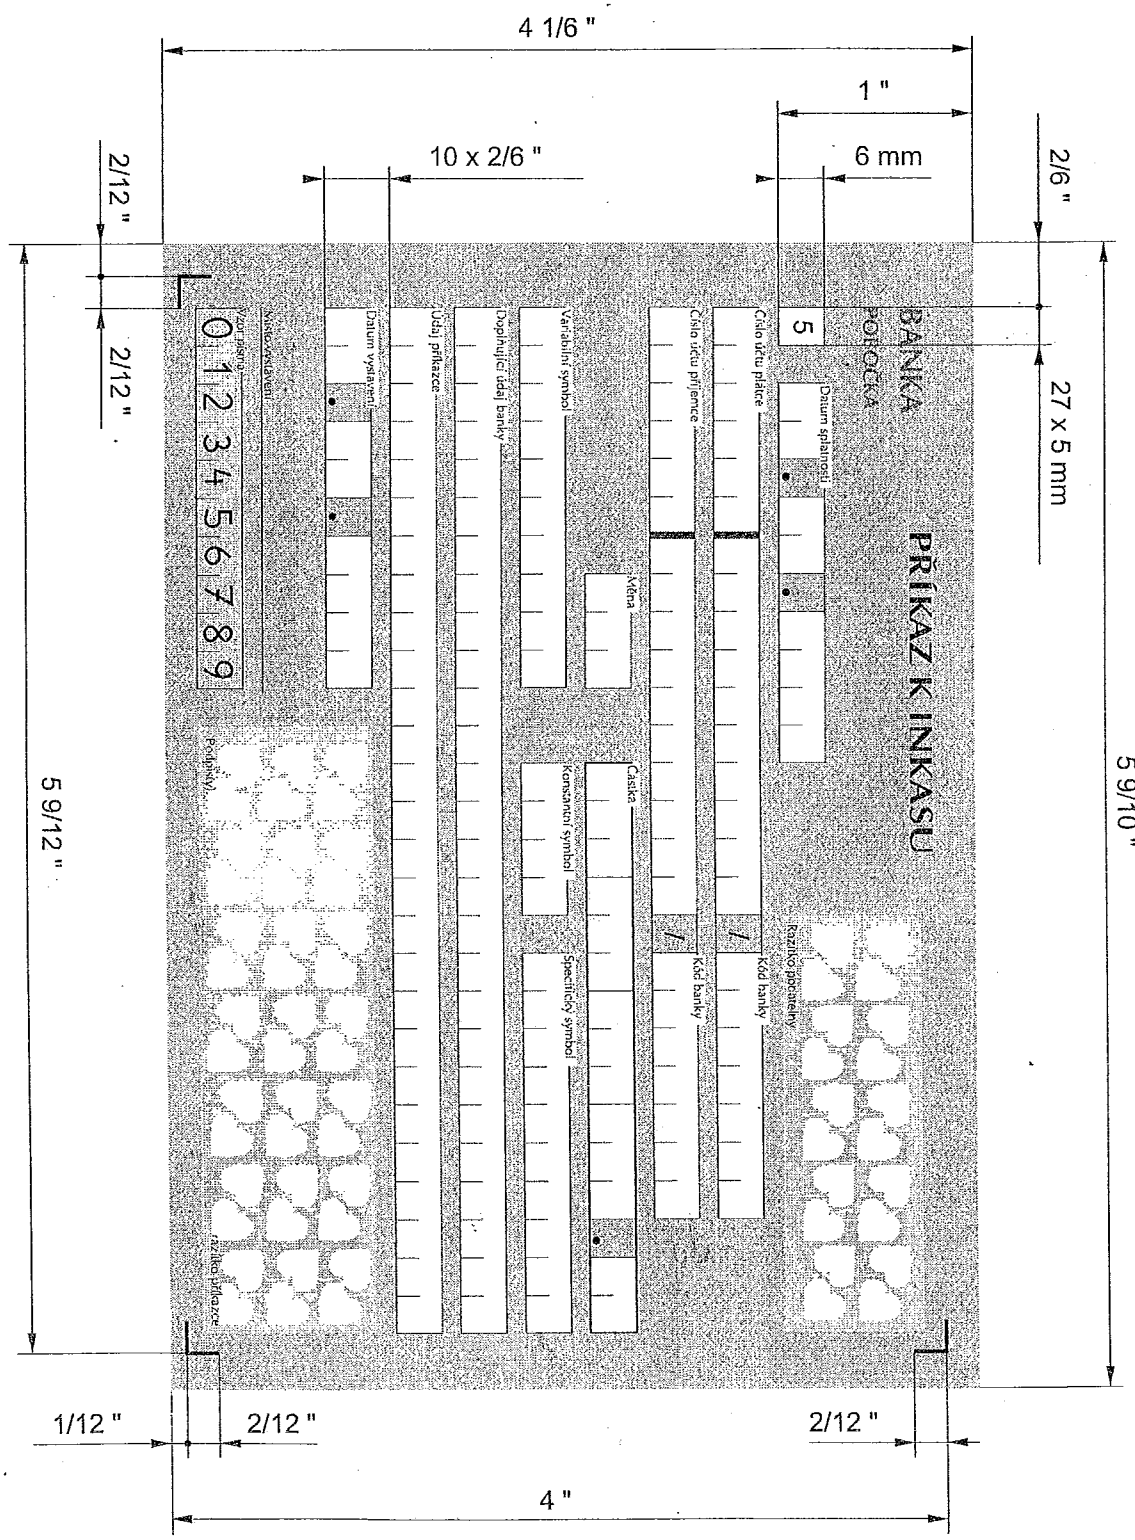 4 1/6 "
1 "
10 x 2/6 "
6 mm
2/12 "
2/12 "
2/6 "
27 x 5 mm
5 9/10 "
5 9/12 "
BANKA
POBOČKA
PŘÍKAZ K INKASU
5
Datum splatnosti
Razítko podatelny
Číslo účtu plátce
/
Kód banky
Číslo účtu příjemce
/
Kód banky
Měna
Částka
Variabilní symbol
Konstantní symbol
Specifický symbol
Doplňující údaj banky
Údaj příkazce
Datum vystavení
Místo vystavení
Vzor písma
0 1 2 3 4 5 6 7 8 9
Podpis(y)
razítko příkazce
1/12 "
2/12 "
2/12 "
4 "